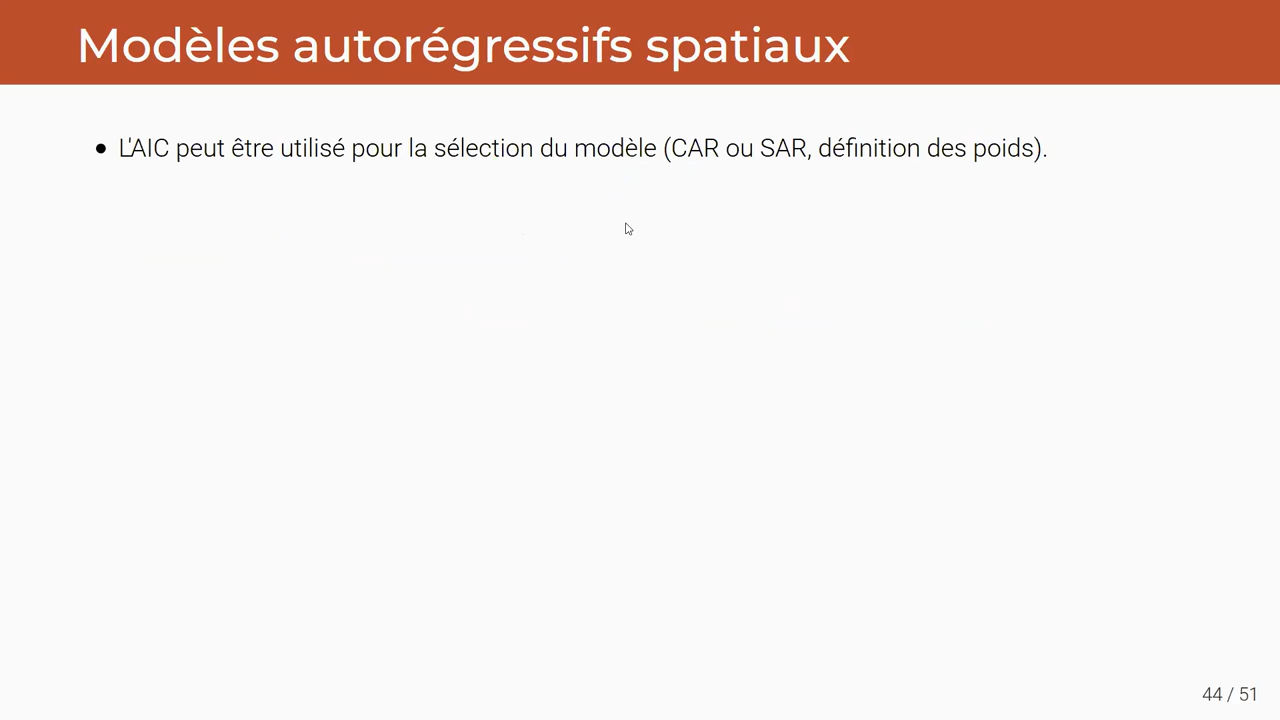 Modèles autorégressifs spatiaux
• L'AIC peut être utilisé pour la sélection du modèle (CAR ou SAR, définition des poids).
44 / 51